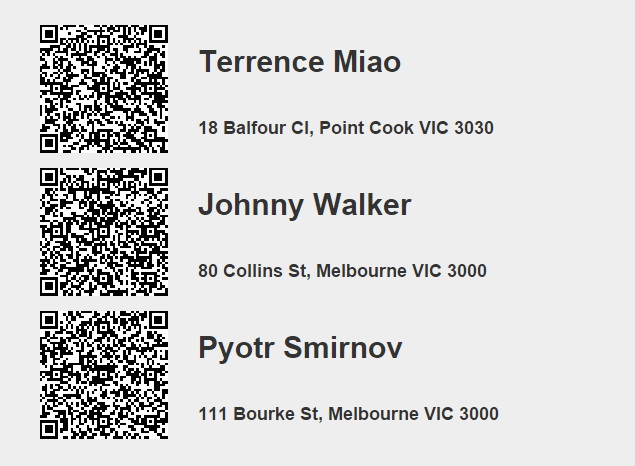 Terrence Miao
18 Balfour Cl, Point Cook VIC 3030
Johnny Walker
80 Collins St, Melbourne VIC 3000
Pyotr Smirnov
111 Bourke St, Melbourne VIC 3000